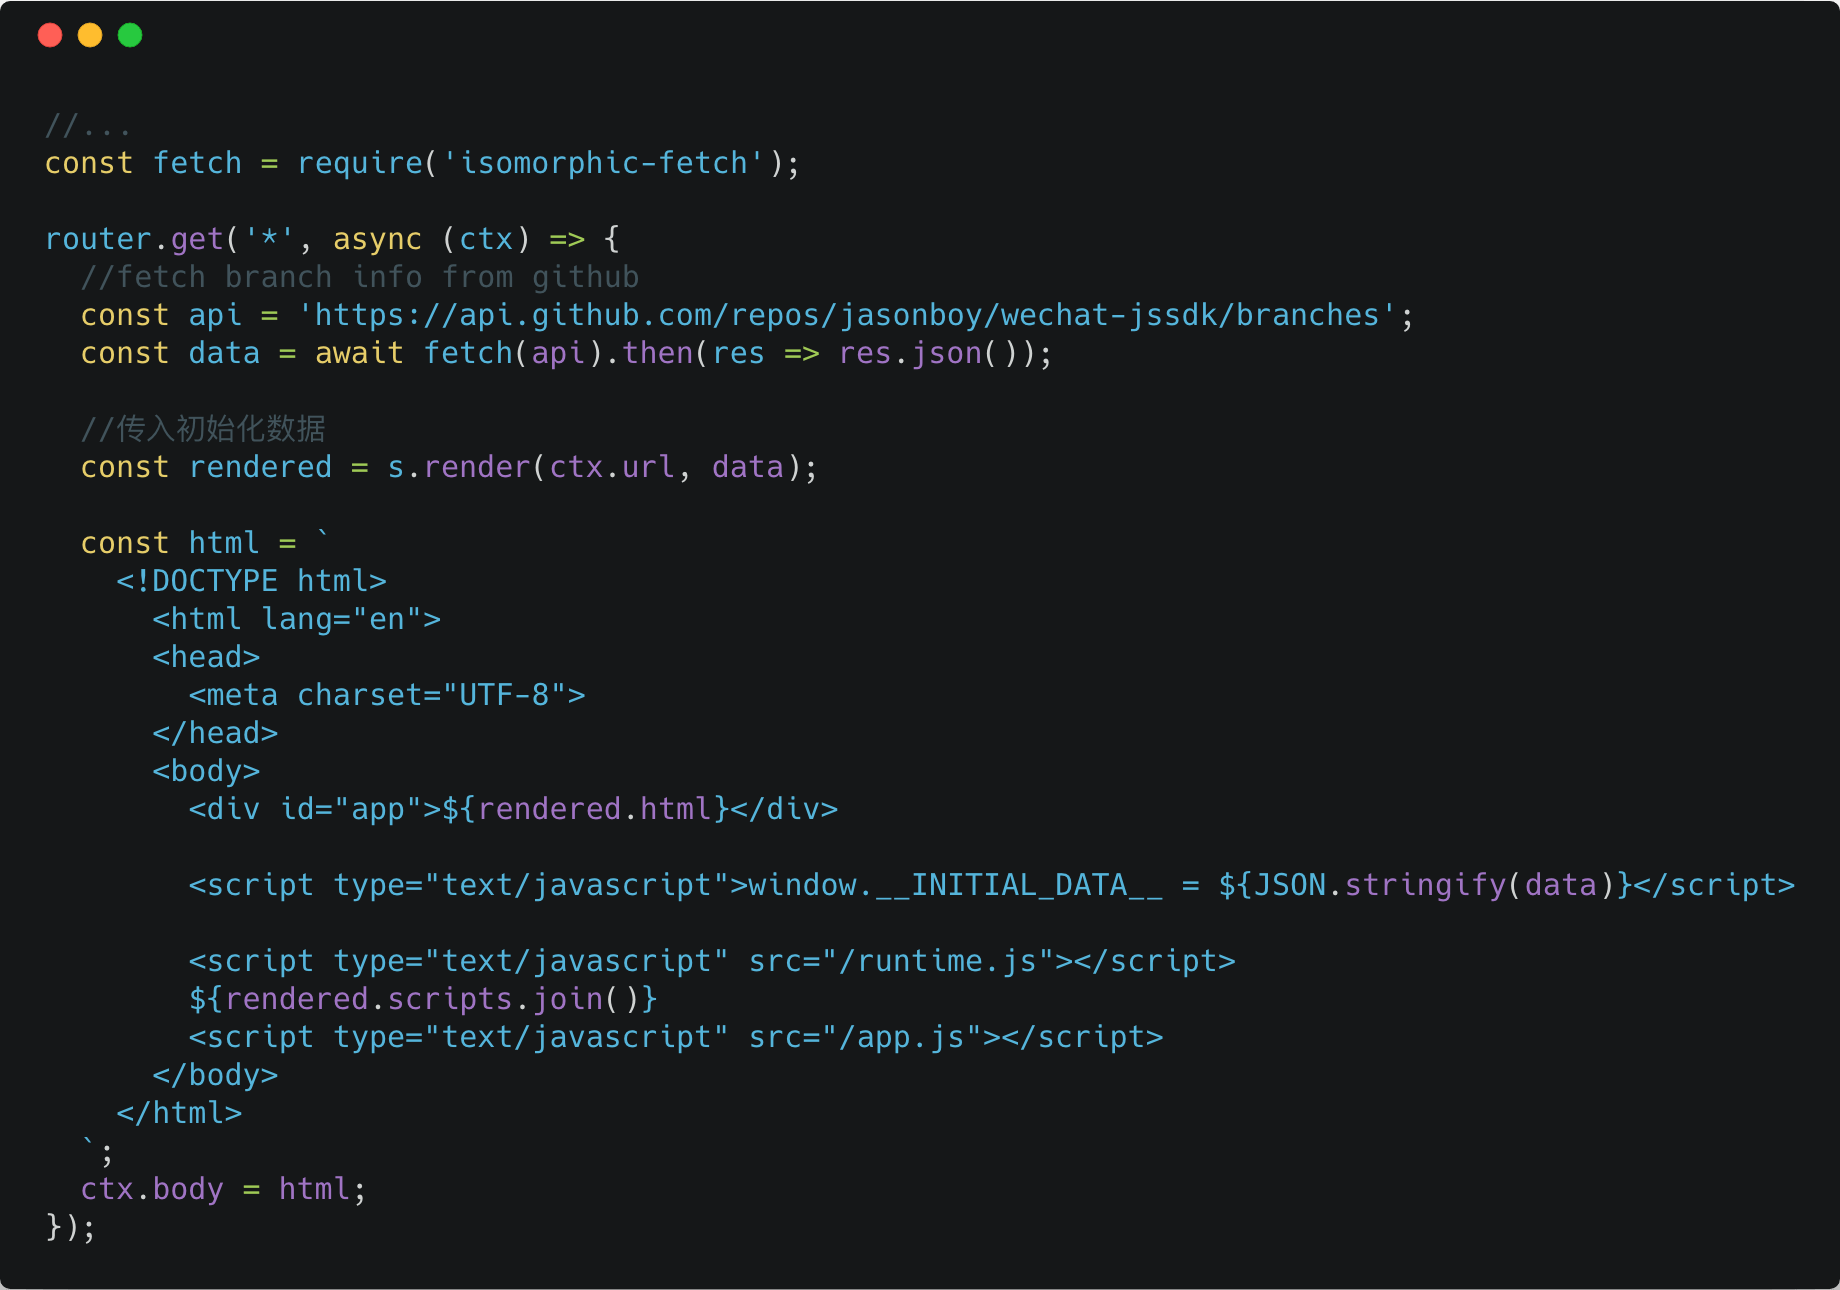 //...
const fetch = require('isomorphic-fetch');
router.get('*', async (ctx) => {
  //fetch branch info from github
  const api = 'https://api.github.com/repos/jasonboy/wechat-jssdk/branches';
  const data = await fetch(api).then(res => res.json());
  //传入初始化数据
  const rendered = s.render(ctx.url, data);
  const html = `
    <!DOCTYPE html>
      <html lang="en">
      <head>
        <meta charset="UTF-8">
      </head>
      <body>
        <div id="app">${rendered.html}</div>
        <script type="text/javascript">window.__INITIAL_DATA__ = ${JSON.stringify(data)}</script>
        <script type="text/javascript" src="/runtime.js"></script>
        ${rendered.scripts.join()}
        <script type="text/javascript" src="/app.js"></script>
      </body>
    </html>
  `;
  ctx.body = html;
});